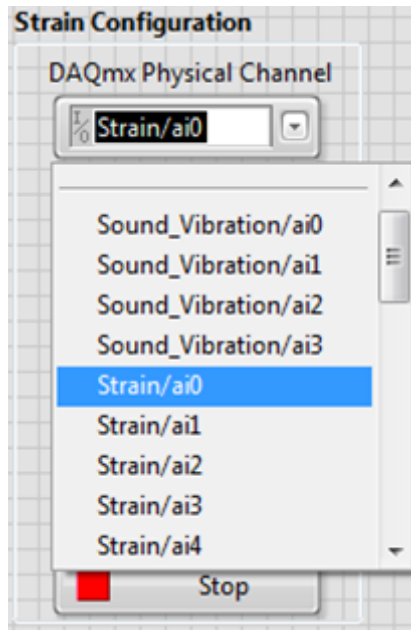 Strain Configuration
DAQmx Physical Channel
I/O Strain/ai0
Sound_Vibration/ai0
Sound_Vibration/ai1
Sound_Vibration/ai2
Sound_Vibration/ai3
Strain/ai0
Strain/ai1
Strain/ai2
Strain/ai3
Strain/ai4
Stop